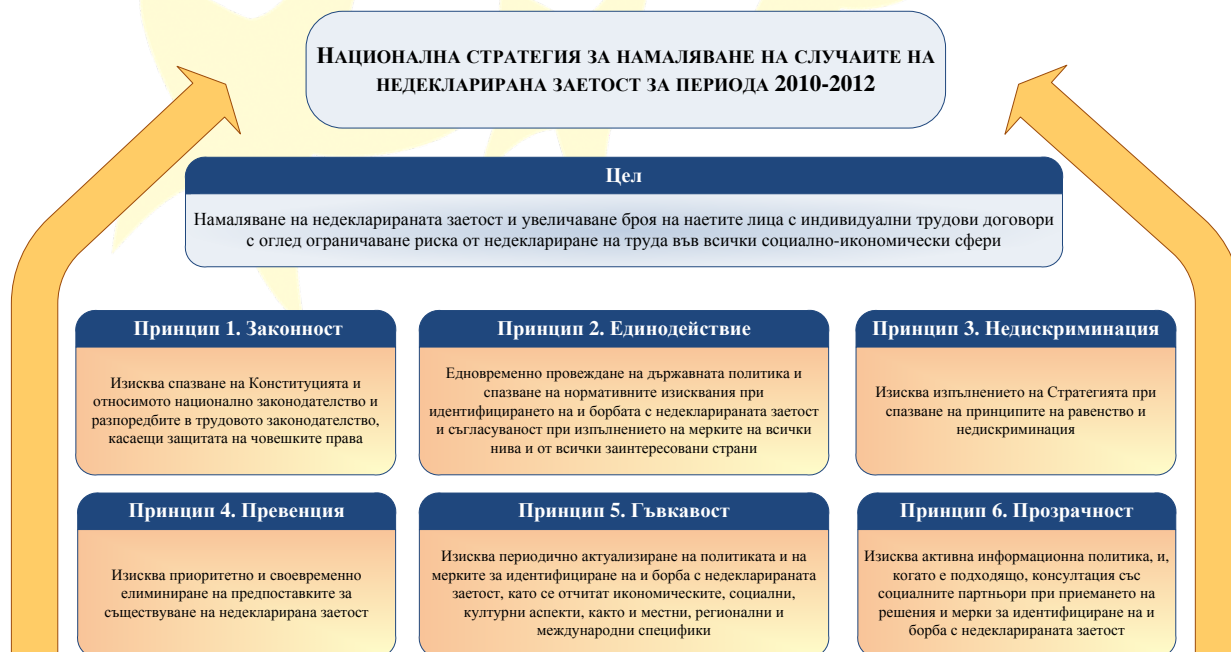 НАЦИОНАЛНА СТРАТЕГИЯ ЗА НАМАЛЯВАНЕ НА СЛУЧАИТЕ НА
НЕДЕКЛАРИРАНА ЗАЕТОСТ ЗА ПЕРИОДА 2010-2012
Цел
Намаляване на недекларираната заетост и увеличаване броя на наетите лица с индивидуални трудови договори
с оглед ограничаване риска от недеклариране на труда във всички социално-икономически сфери
Принцип 1. Законност
Изисква спазване на Конституцията и
относимото национално законодателство и
разпоредбите в трудовото законодателство,
касаещи защитата на човешките права
Принцип 2. Единодействие
Едновременно провеждане на държавната политика и
спазване на нормативните изисквания при
идентифицирането на и борбата с недекларираната заетост
и съгласуваност при изпълнението на мерките на всички
нива и от всички заинтересовани страни
Принцип 3. Недискриминация
Изисква изпълнението на Стратегията при
спазване на принципите на равенство и
недискриминация
Принцип 4. Превенция
Изисква приоритетно и своевременно
елиминиране на предпоставките за
съществуване на недекларирана заетост
Принцип 5. Гъвкавост
Изисква периодично актуализиране на политиката и на
мерките за идентифициране на и борба с недекларираната
заетост, като се отчитат икономическите, социални,
културни аспекти, както и местни, регионални и
международни специфики
Принцип 6. Прозрачност
Изисква активна информационна политика, и,
когато е подходящо, консултация със
социалните партньори при приемането на
решения и мерки за идентифициране на и
борба с недекларираната заетост